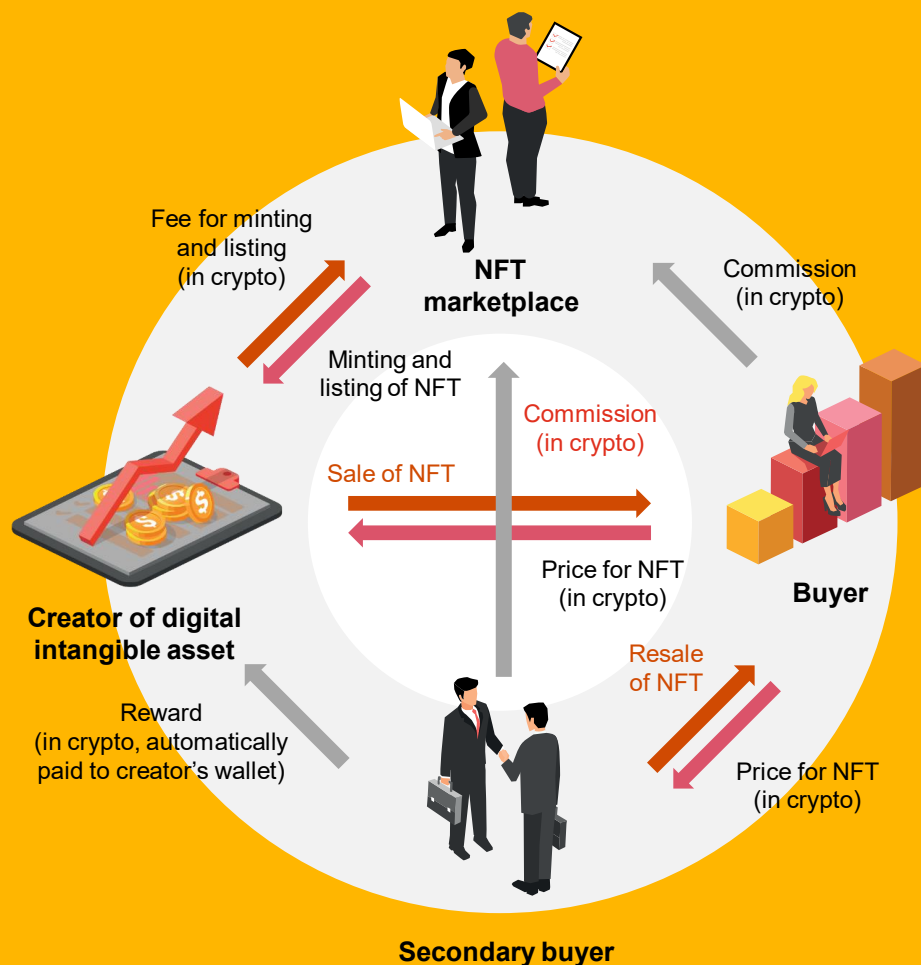 Fee for minting
and listing
(in crypto)
NFT
marketplace
Commission
(in crypto)
Minting and
listing of NFT
Commission
(in crypto)
Sale of NFT
Price for NFT
(in crypto)
Buyer
Creator of digital
intangible asset
Resale
of NFT
Reward
(in crypto, automatically
paid to creator's wallet)
Price for NFT
(in crypto)
Secondary buyer